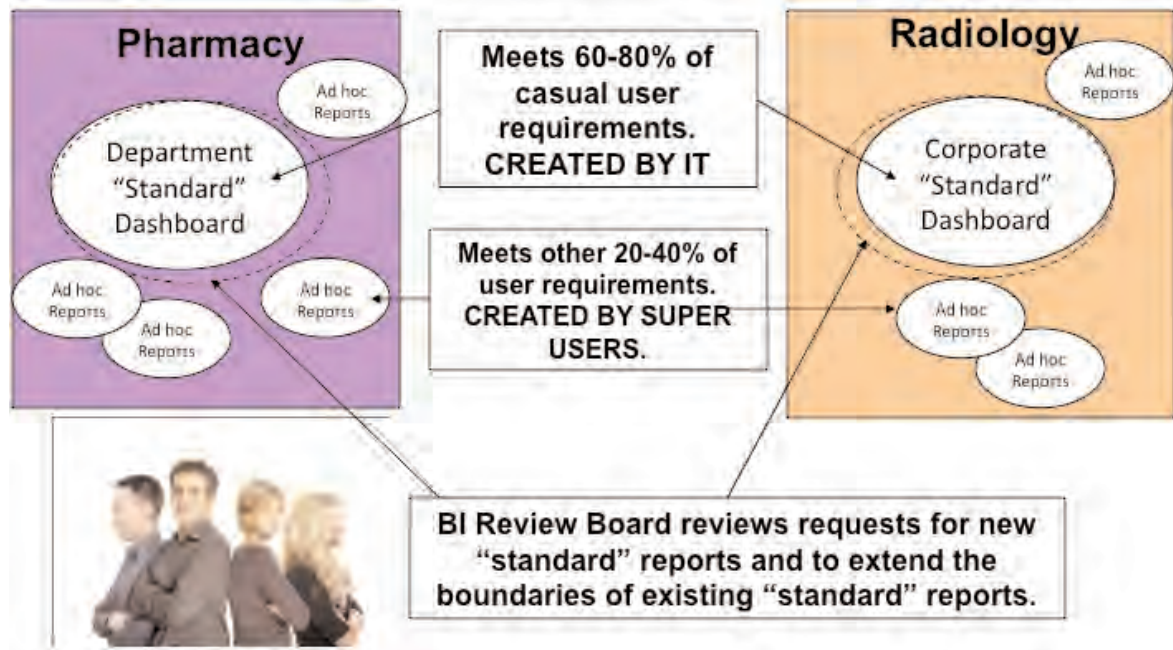 Pharmacy
Ad hoc
Reports
Department
“Standard”
Dashboard
Ad hoc
Reports
Ad hoc
Reports
Ad hoc
Reports
Meets 60-80% of
casual user
requirements.
CREATED BY IT
Meets other 20-40% of
user requirements.
CREATED BY SUPER
USERS.
Radiology
Ad hoc
Reports
Corporate
“Standard”
Dashboard
Ad hoc
Reports
Ad hoc
Reports
BI Review Board reviews requests for new
“standard” reports and to extend the
boundaries of existing “standard” reports.